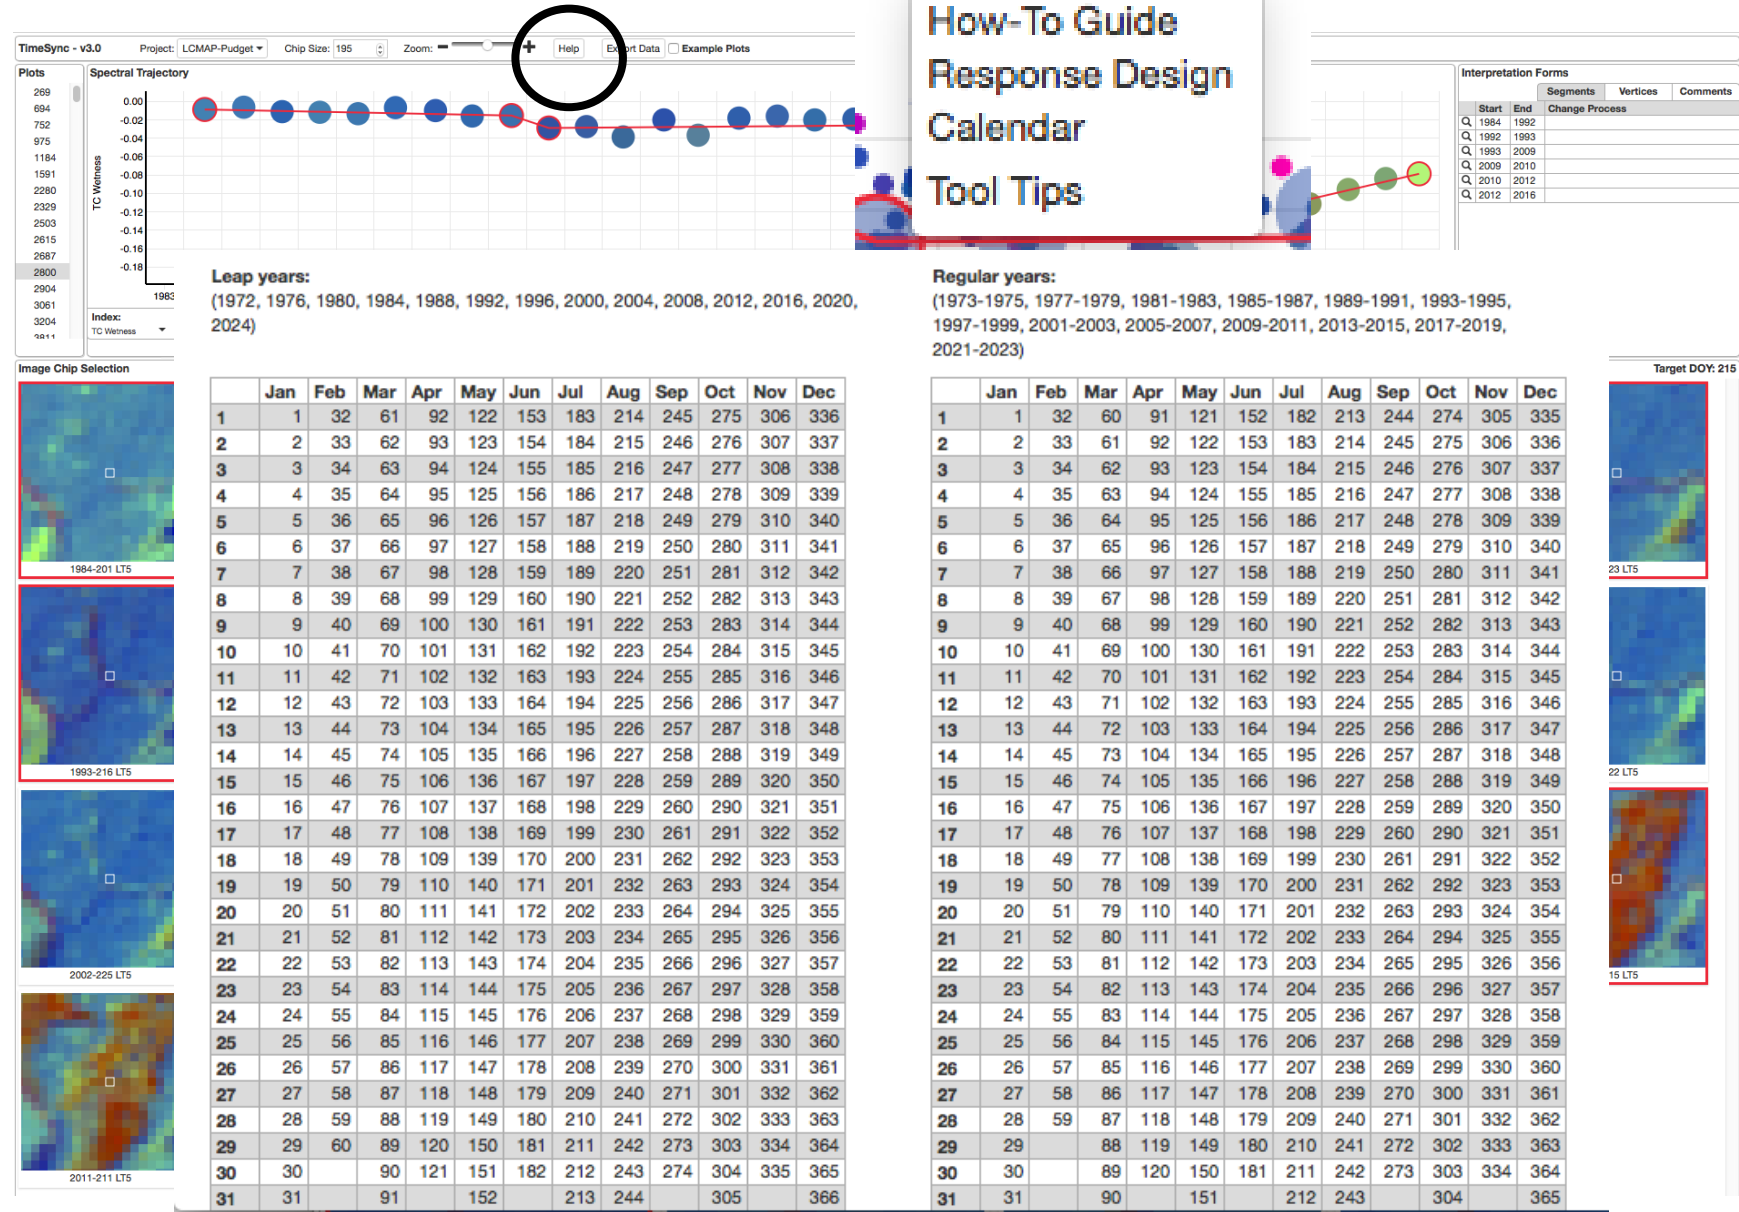 How-To Guide
Response Design
Calendar
Tool Tips
TimeSync - v3.0 Project: LCMAP-Pudget Chip Size: 195 Zoom: Help Export Data Example Plots
Plots
269
694
752
975
1184
1591
2280
2329
2503
2615
2687
2800
2904
3061
3204
3811
Spectral Trajectory
TC Wetness
0.00
-0.02
-0.04
-0.06
-0.08
-0.10
-0.12
-0.14
-0.16
-0.18
1983
Index:
TC Wetness
Interpretation Forms
Segments Vertices Comments
Start End Change Process
1984 1992
1992 1993
1993 2009
2009 2010
2010 2012
2012 2016
Image Chip Selection
Target DOY: 215
1984-201 LT5
1993-216 LT5
2002-225 LT5
2011-211 LT5
23 LT5
22 LT5
15 LT5
Leap years:
(1972, 1976, 1980, 1984, 1988, 1992, 1996, 2000, 2004, 2008, 2012, 2016, 2020,
2024)
Jan Feb Mar Apr May Jun Jul Aug Sep Oct Nov Dec
1 1 32 61 92 122 153 183 214 245 275 306 336
2 2 33 62 93 123 154 184 215 246 276 307 337
3 3 34 63 94 124 155 185 216 247 277 308 338
4 4 35 64 95 125 156 186 217 248 278 309 339
5 5 36 65 96 126 157 187 218 249 279 310 340
6 6 37 66 97 127 158 188 219 250 280 311 341
7 7 38 67 98 128 159 189 220 251 281 312 342
8 8 39 68 99 129 160 190 221 252 282 313 343
9 9 40 69 100 130 161 191 222 253 283 314 344
10 10 41 70 101 131 162 192 223 254 284 315 345
11 11 42 71 102 132 163 193 224 255 285 316 346
12 12 43 72 103 133 164 194 225 256 286 317 347
13 13 44 73 104 134 165 195 226 257 287 318 348
14 14 45 74 105 135 166 196 227 258 288 319 349
15 15 46 75 106 136 167 197 228 259 289 320 350
16 16 47 76 107 137 168 198 229 260 290 321 351
17 17 48 77 108 138 169 199 230 261 291 322 352
18 18 49 78 109 139 170 200 231 262 292 323 353
19 19 50 79 110 140 171 201 232 263 293 324 354
20 20 51 80 111 141 172 202 233 264 294 325 355
21 21 52 81 112 142 173 203 234 265 295 326 356
22 22 53 82 113 143 174 204 235 266 296 327 357
23 23 54 83 114 144 175 205 236 267 297 328 358
24 24 55 84 115 145 176 206 237 268 298 329 359
25 25 56 85 116 146 177 207 238 269 299 330 360
26 26 57 86 117 147 178 208 239 270 300 331 361
27 27 58 87 118 148 179 209 240 271 301 332 362
28 28 59 88 119 149 180 210 241 272 302 333 363
29 29 60 89 120 150 181 211 242 273 303 334 364
30 30 90 121 151 182 212 243 274 304 335 365
31 31 91 152 213 244 305 366
Regular years:
(1973-1975, 1977-1979, 1981-1983, 1985-1987, 1989-1991, 1993-1995,
1997-1999, 2001-2003, 2005-2007, 2009-2011, 2013-2015, 2017-2019,
2021-2023)
Jan Feb Mar Apr May Jun Jul Aug Sep Oct Nov Dec
1 1 32 60 91 121 152 182 213 244 274 305 335
2 2 33 61 92 122 153 183 214 245 275 306 336
3 3 34 62 93 123 154 184 215 246 276 307 337
4 4 35 63 94 124 155 185 216 247 277 308 338
5 5 36 64 95 125 156 186 217 248 278 309 339
6 6 37 65 96 126 157 187 218 249 279 310 340
7 7 38 66 97 127 158 188 219 250 280 311 341
8 8 39 67 98 128 159 189 220 251 281 312 342
9 9 40 68 99 129 160 190 221 252 282 313 343
10 10 41 69 100 130 161 191 222 253 283 314 344
11 11 42 70 101 131 162 192 223 254 284 315 345
12 12 43 71 102 132 163 193 224 255 285 316 346
13 13 44 72 103 133 164 194 225 256 286 317 347
14 14 45 73 104 134 165 195 226 257 287 318 348
15 15 46 74 105 135 166 196 227 258 288 319 349
16 16 47 75 106 136 167 197 228 259 289 320 350
17 17 48 76 107 137 168 198 229 260 290 321 351
18 18 49 77 108 138 169 199 230 261 291 322 352
19 19 50 78 109 139 170 200 231 262 292 323 353
20 20 51 79 110 140 171 201 232 263 293 324 354
21 21 52 80 111 141 172 202 233 264 294 325 355
22 22 53 81 112 142 173 203 234 265 295 326 356
23 23 54 82 113 143 174 204 235 266 296 327 357
24 24 55 83 114 144 175 205 236 267 297 328 358
25 25 56 84 115 145 176 206 237 268 298 329 359
26 26 57 85 116 146 177 207 238 269 299 330 360
27 27 58 86 117 147 178 208 239 270 300 331 361
28 28 59 87 118 148 179 209 240 271 301 332 362
29 29 88 119 149 180 210 241 272 302 333 363
30 30 89 120 150 181 211 242 273 303 334 364
31 31 90 151 212 243 304 365